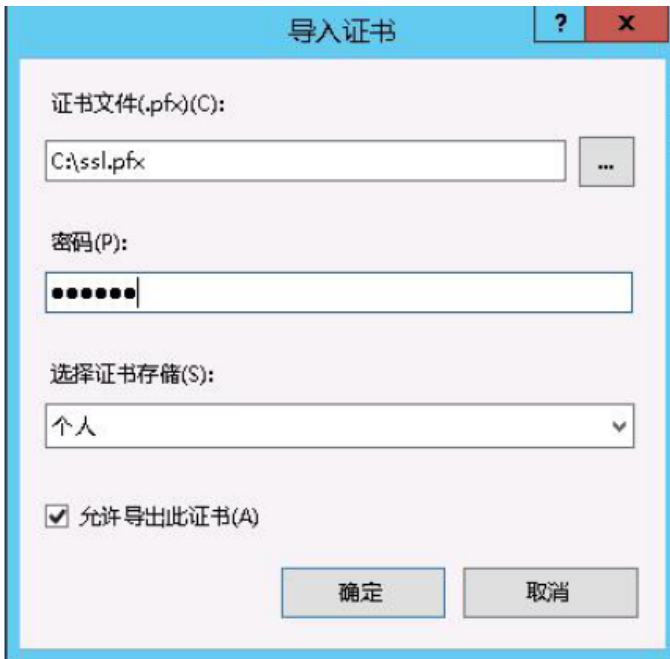 导入证书
?
x
证书文件(.pfx)(C):
C:\ssl.pfx
...
密码(P):
●●●●●●
选择证书存储(S):
个人
允许导出此证书(A)
确定
取消